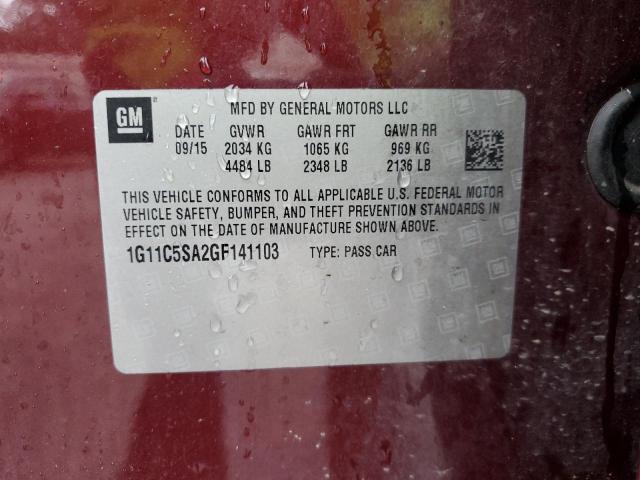 GM
MFD BY GENERAL MOTORS LLC
DATE GVWR GAWR FRT GAWR RR
09/15 2034 KG 1065 KG 969 KG
4484 LB 2348 LB 2136 LB
THIS VEHICLE CONFORMS TO ALL APPLICABLE U.S. FEDERAL MOTOR
VEHICLE SAFETY, BUMPER, AND THEFT PREVENTION STANDARDS IN
EFFECT ON THE DATE OF MANUFACTURE SHOWN ABOVE.
1G11C5SA2GF141103 TYPE: PASS CAR